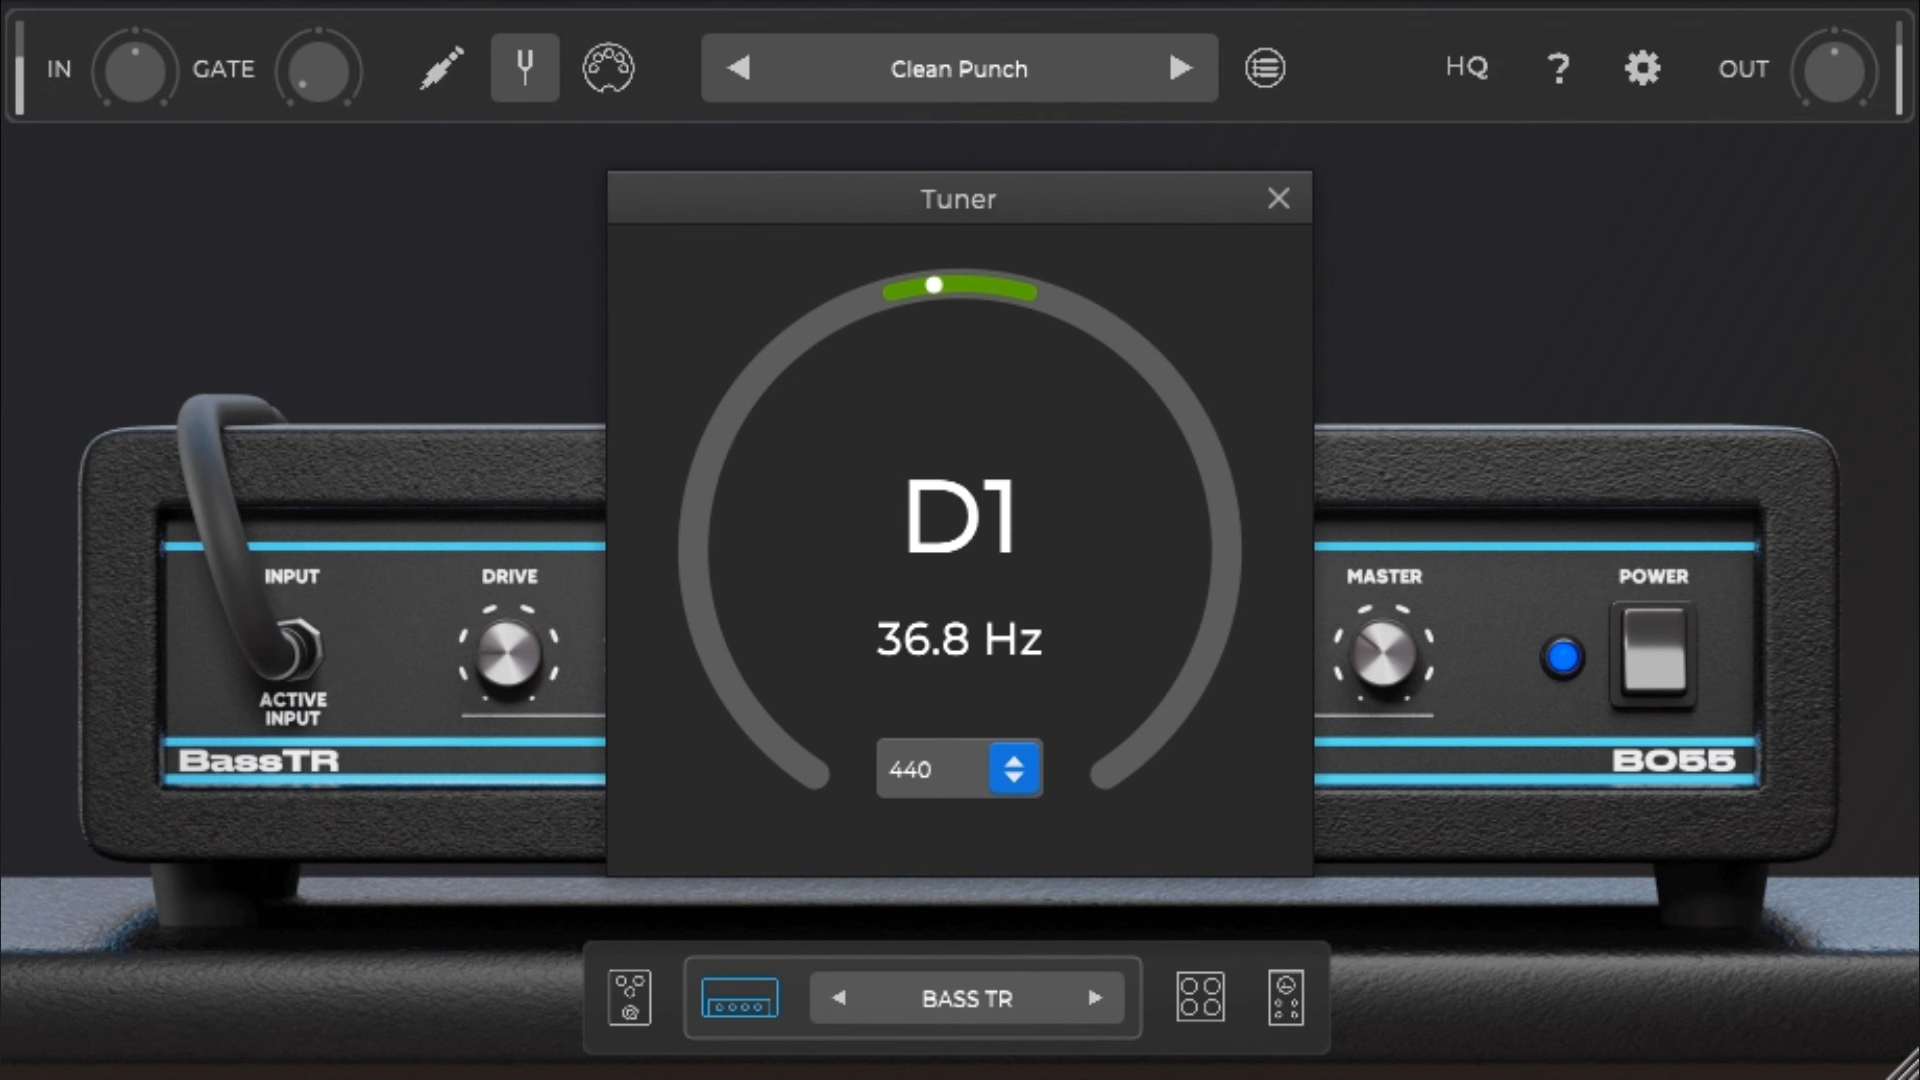 IN
GATE
Clean Punch
HQ
?
OUT
Tuner
D1
36.8 Hz
440
INPUT
DRIVE
MASTER
POWER
ACTIVE
INPUT
BassTR
BO55
BASS TR